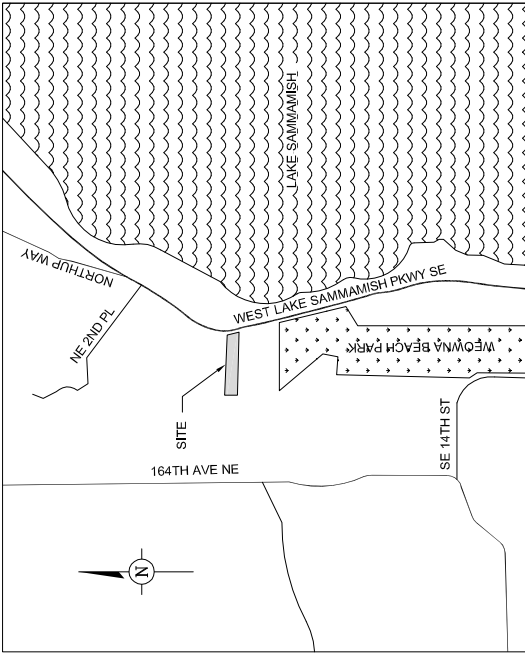 LAKE SAMMAMISH
NORTHUP WAY
NE 2ND PL
WEST LAKE SAMMAMISH PKWY SE
SITE
WEOWNA BEACH PARK
164TH AVE NE
SE 14TH ST
N